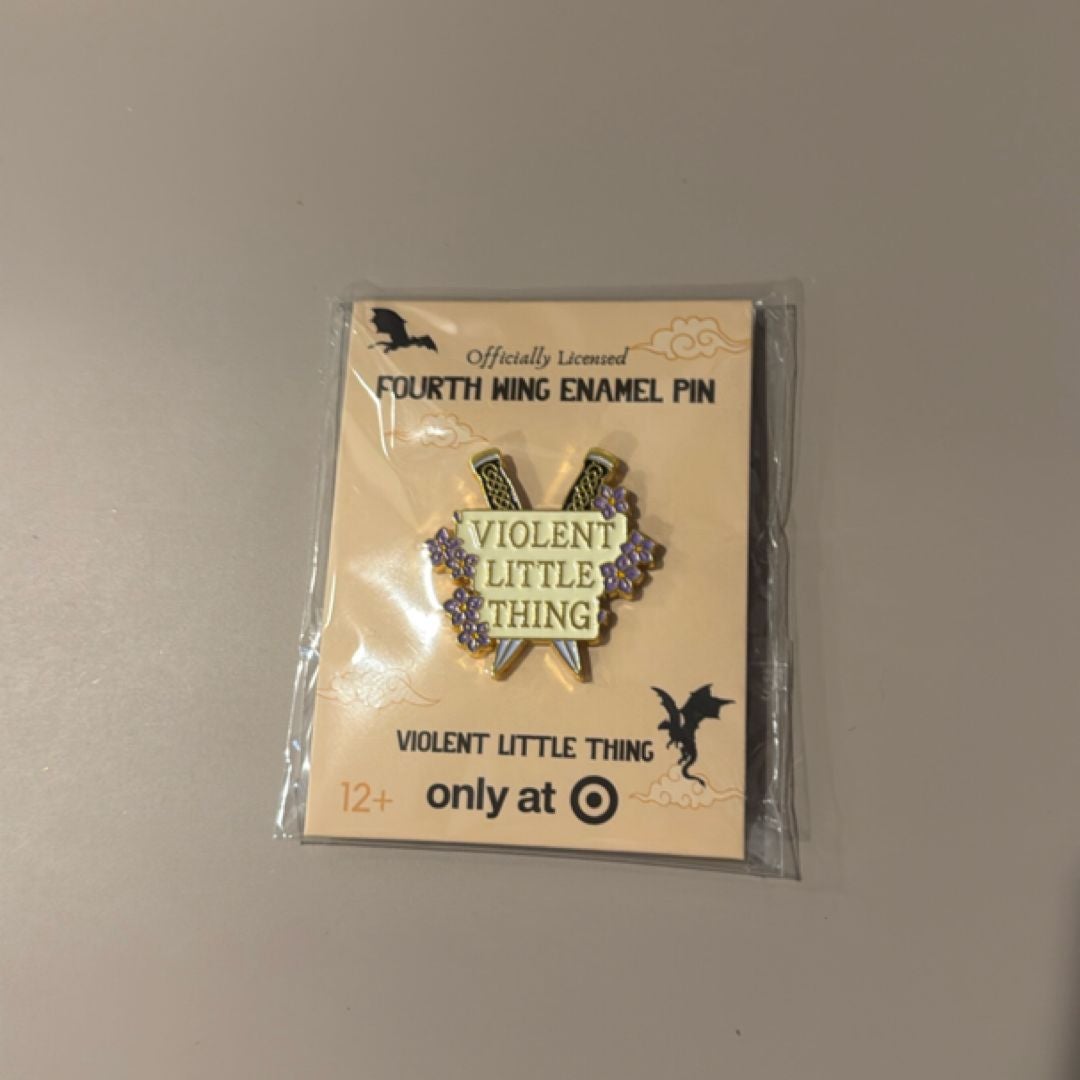 Officially Licensed
FOURTH WING ENAMEL PIN
VIOLENT
LITTLE
THING
VIOLENT LITTLE THING
12+ only at